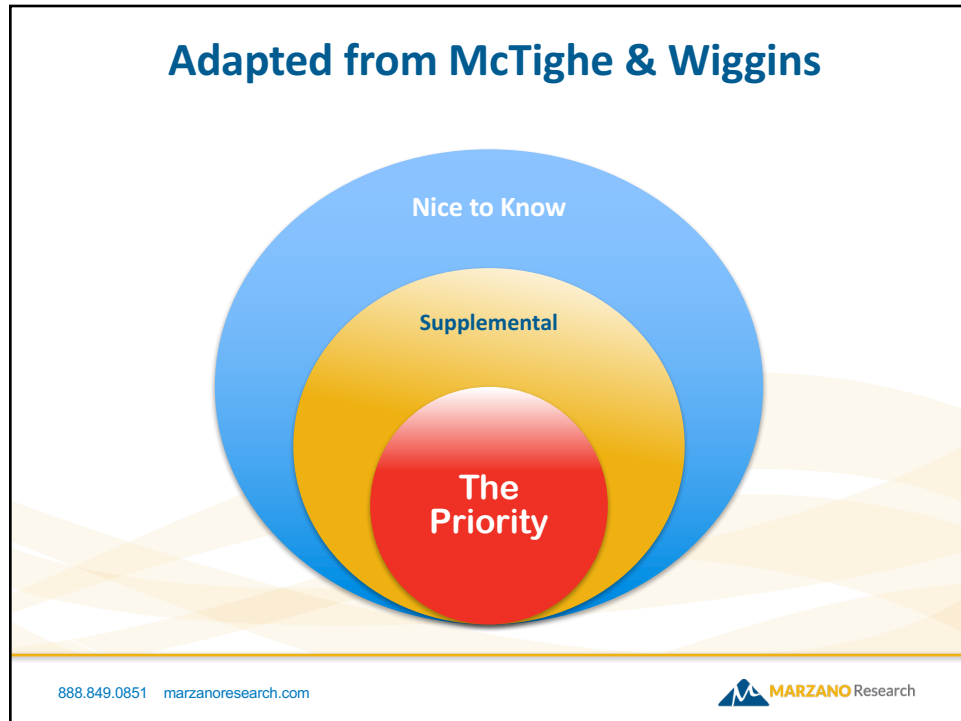 Adapted from McTighe & Wiggins
Nice to Know
Supplemental
The
Priority
888.849.0851 marzanoresearch.com
MARZANO Research